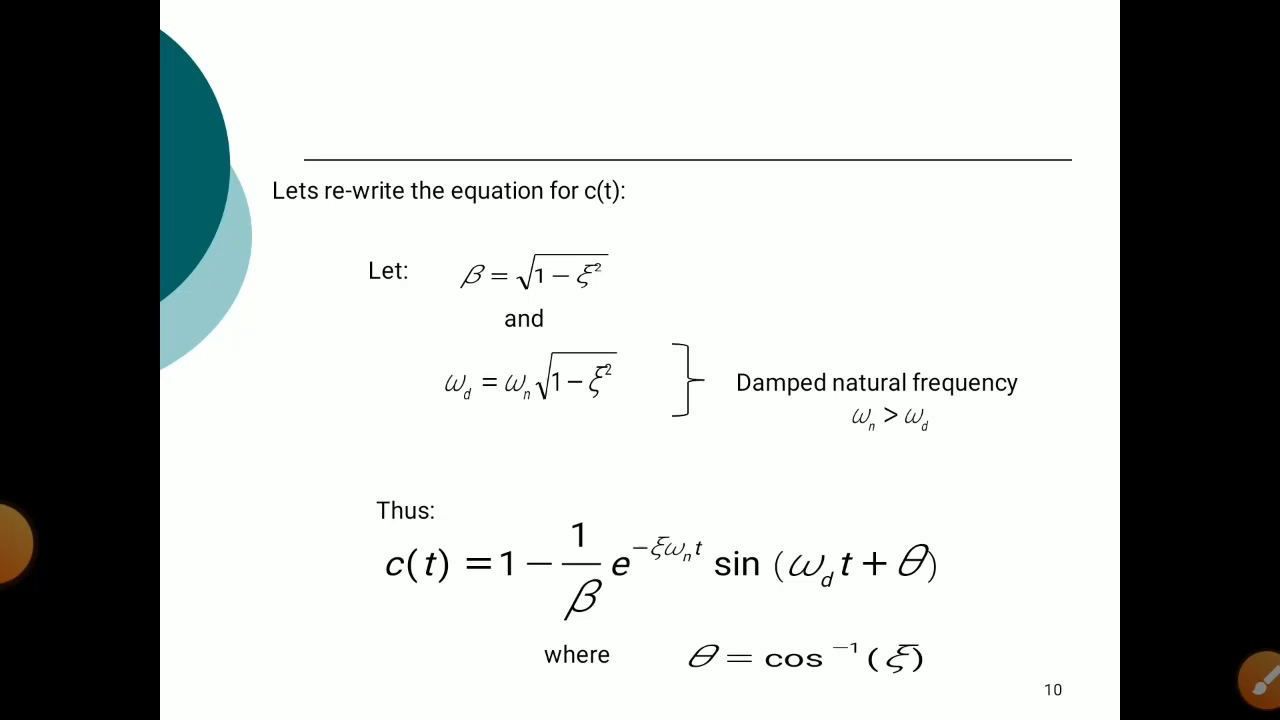 Lets re-write the equation for c(t):
Let: β = √1 − ξ²
and
ω_d = ω_n √1 − ξ²
Damped natural frequency
ω_n > ω_d
Thus:
c(t) = 1 − 1/β e^(−ξω_n t) sin (ω_d t + θ)
where θ = cos⁻¹(ξ)
10